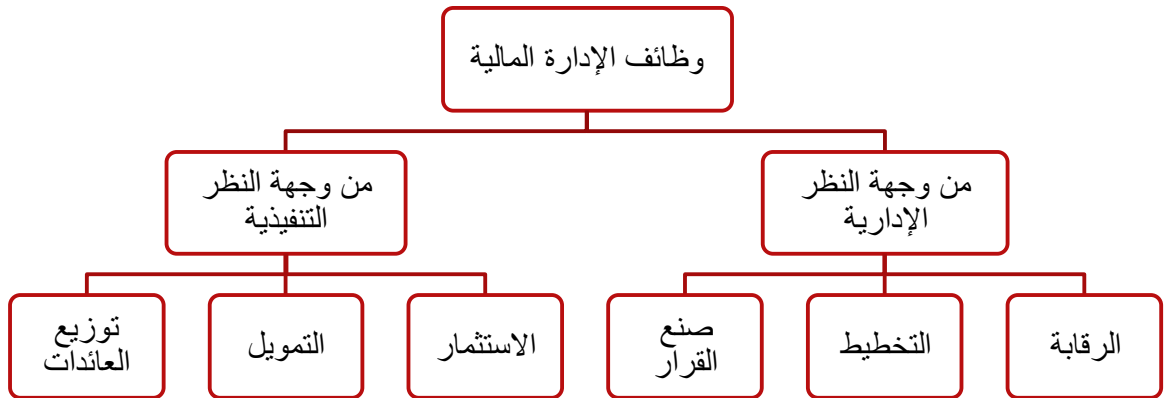 وظائف الإدارة المالية
من وجهة النظر
الإدارية
من وجهة النظر
التنفيذية
الرقابة
التخطيط
صنع
القرار
الاستثمار
التمويل
توزيع
العائدات